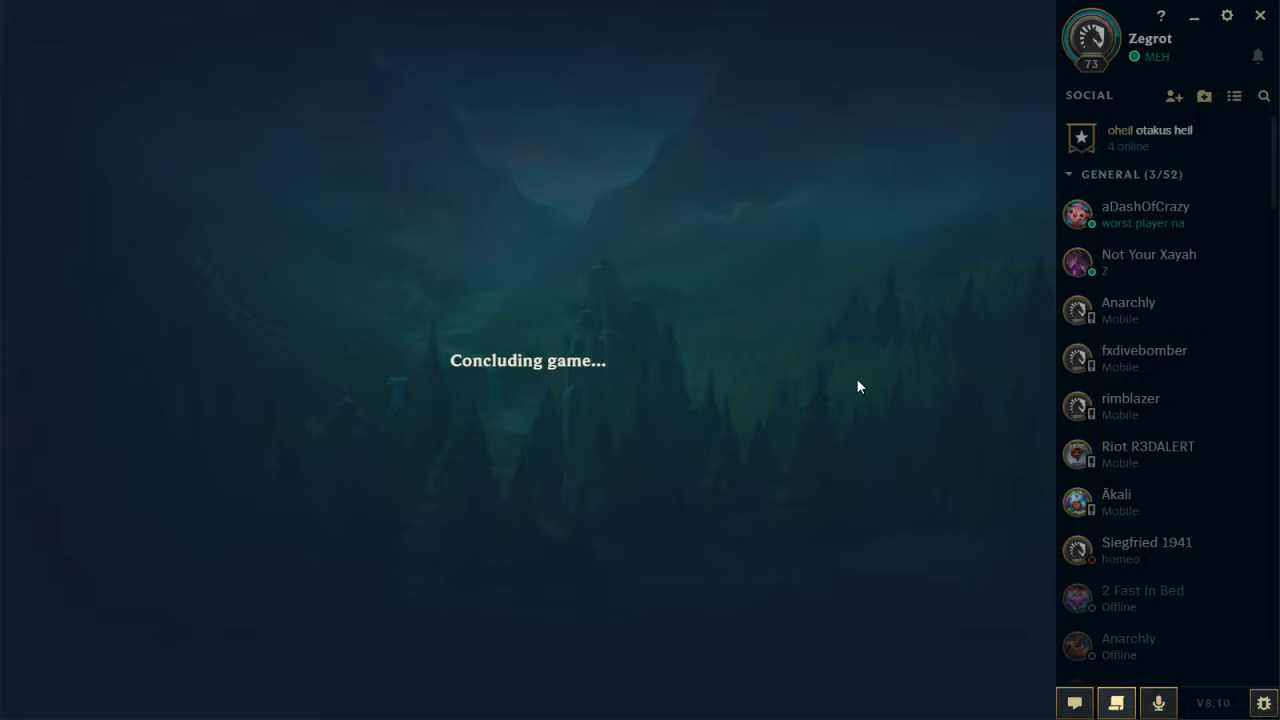 ?
Zegrot
MEH
73
SOCIAL
oheil otakus heil
4 online
GENERAL (3/52)
aDashOfCrazy
worst player na
Not Your Xayah
Z
Anarchly
Mobile
fxdivebomber
Mobile
rimblazer
Mobile
Riot R3DALERT
Mobile
Ākali
Mobile
Siegfried 1941
homeo
2 Fast In Bed
Offline
Anarchly
Offline
Concluding game...
V8.10